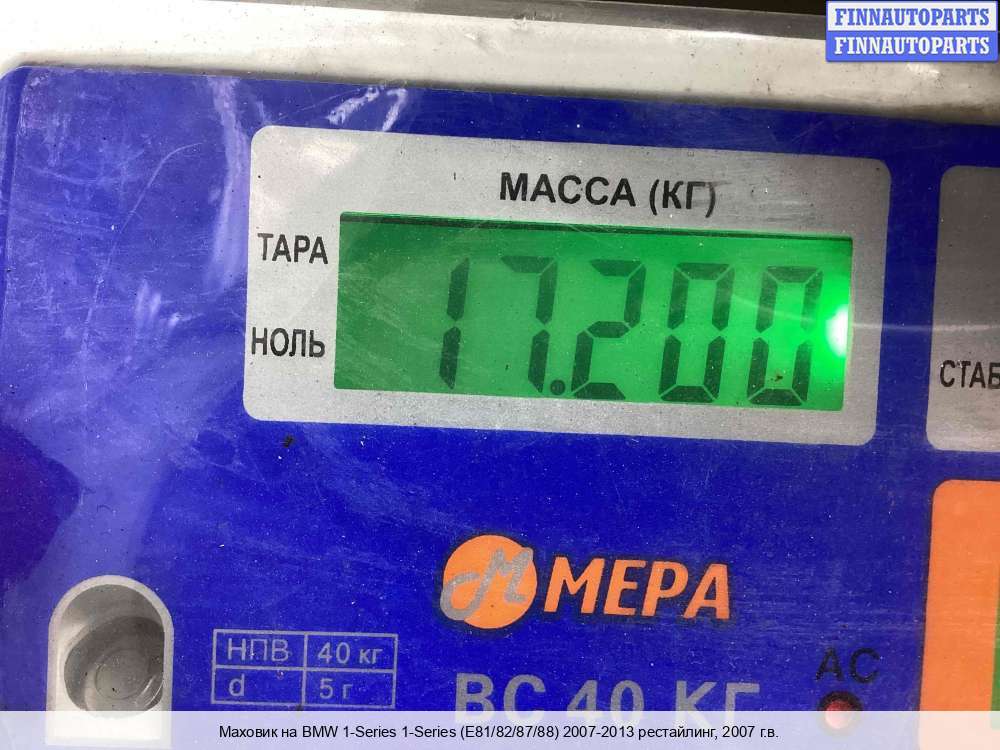 FINNAUTOPARTS
FINNAUTOPARTS
МАССА (КГ)
ТАРА
17.200
НОЛЬ
СТАБ
М МЕРА
НПВ 40 кг
d 5 г
ВС 40 КГ
АС
Маховик на BMW 1-Series 1-Series (E81/82/87/88) 2007-2013 рестайлинг, 2007 г.в.